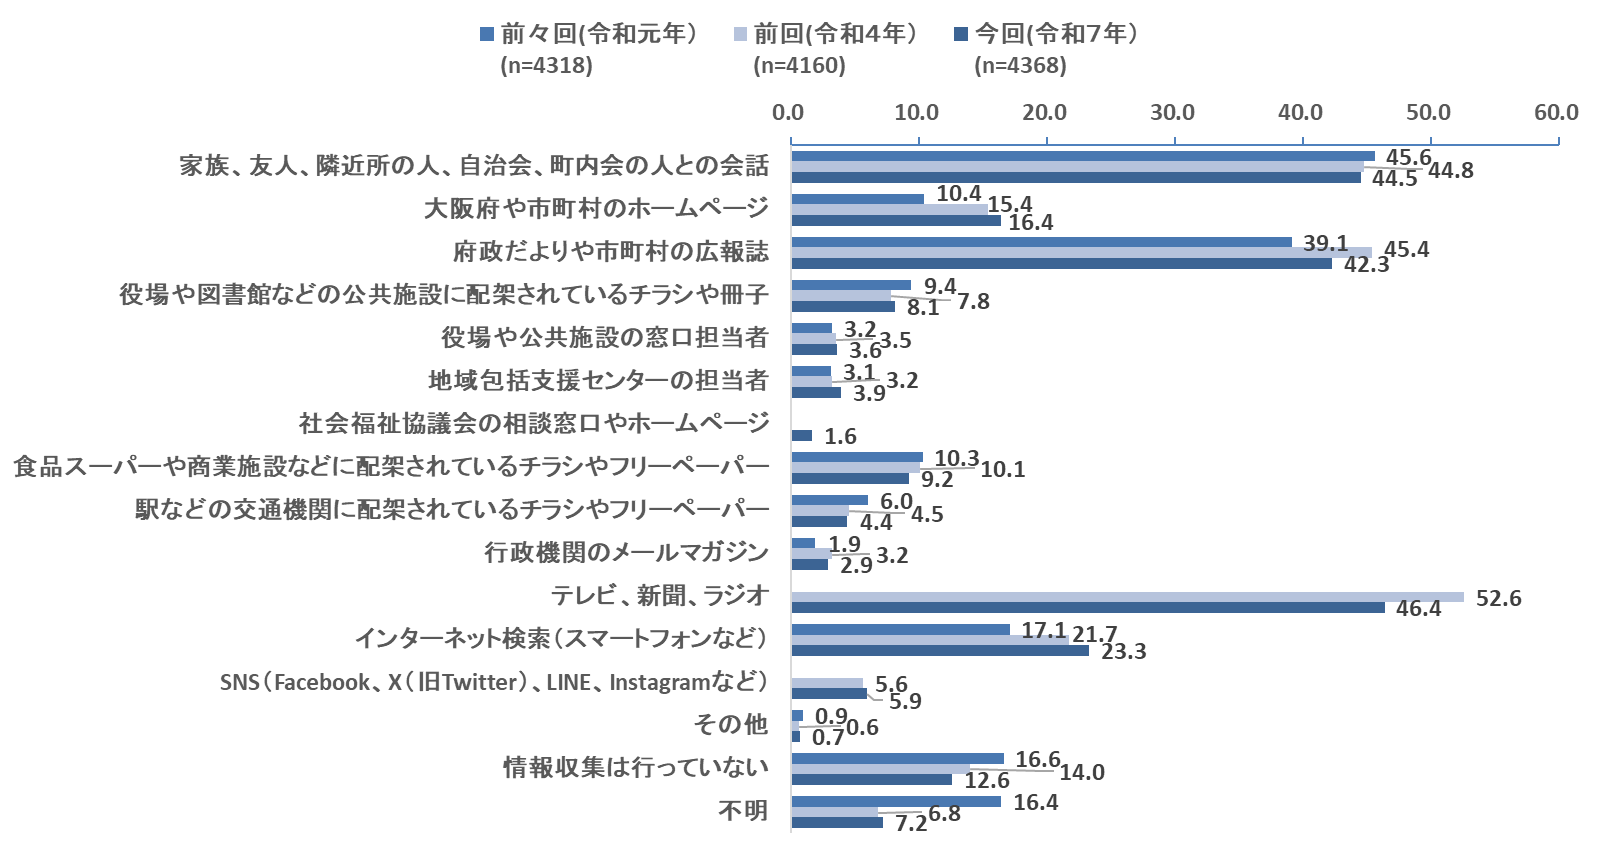 前々回(令和元年） 前回(令和４年） 今回(令和７年）
(n=4318) (n=4160) (n=4368)
0.0 10.0 20.0 30.0 40.0 50.0 60.0
家族、友人、隣近所の人、自治会、町内会の人との会話 45.6 44.8 44.5
大阪府や市町村のホームページ 10.4 15.4 16.4
府政だよりや市町村の広報誌 39.1 45.4 42.3
役場や図書館などの公共施設に配架されているチラシや冊子 9.4 7.8 8.1
役場や公共施設の窓口担当者 3.2 3.5 3.6
地域包括支援センターの担当者 3.1 3.2 3.9
社会福祉協議会の相談窓口やホームページ 1.6
食品スーパーや商業施設などに配架されているチラシやフリーペーパー 10.3 10.1 9.2
駅などの交通機関に配架されているチラシやフリーペーパー 6.0 4.5 4.4
行政機関のメールマガジン 1.9 3.2 2.9
テレビ、新聞、ラジオ 52.6 46.4
インターネット検索（スマートフォンなど） 17.1 21.7 23.3
SNS（Facebook、X（旧Twitter）、LINE、Instagramなど） 5.6 5.9
その他 0.9 0.6 0.7
情報収集は行っていない 16.6 14.0 12.6
不明 16.4 6.8 7.2